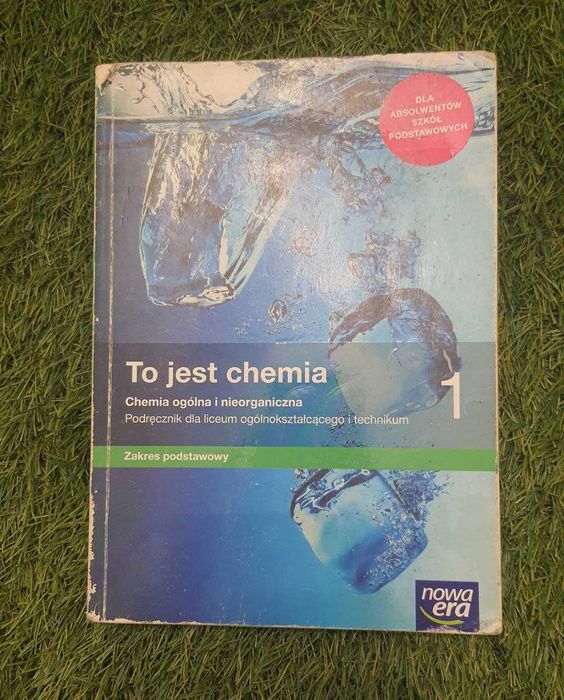 DLA
ABSOLWENTÓW
SZKÓŁ
PODSTAWOWYCH
To jest chemia
1
Chemia ogólna i nieorganiczna
Podręcznik dla liceum ogólnokształcącego i technikum
Zakres podstawowy
nowa
era